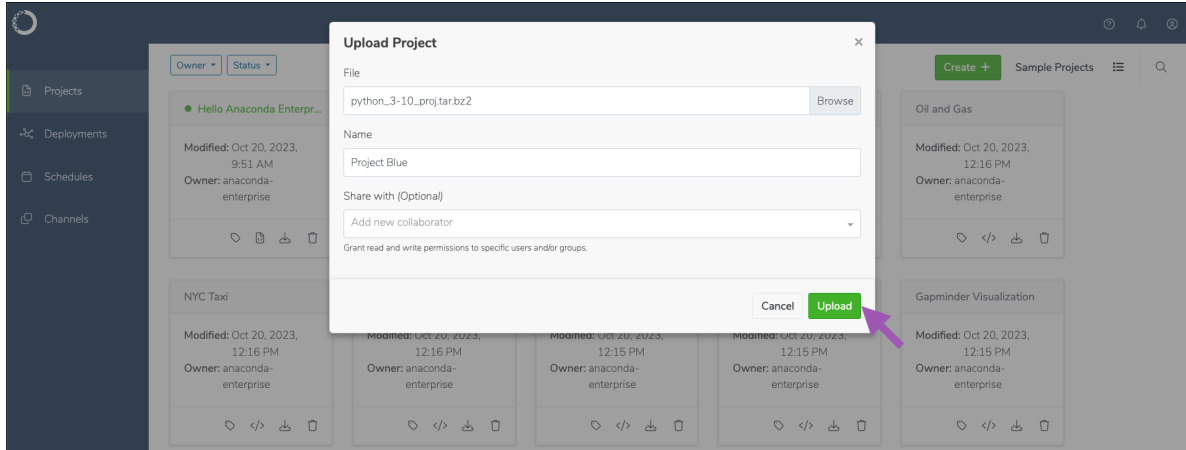 Upload Project
×
File
python_3-10_proj.tar.bz2
Browse
Name
Project Blue
Share with (Optional)
Add new collaborator
Grant read and write permissions to specific users and/or groups.
Cancel
Upload
Projects
Deployments
Schedules
Channels
Owner
Status
Create +
Sample Projects
Hello Anaconda Enterpr...
Modified: Oct 20, 2023,
9:51 AM
Owner: anaconda-
enterprise
Oil and Gas
Modified: Oct 20, 2023,
12:16 PM
Owner: anaconda-
enterprise
NYC Taxi
Modified: Oct 20, 2023,
12:16 PM
Owner: anaconda-
enterprise
Modified: Oct 20, 2023,
12:16 PM
Owner: anaconda-
enterprise
Modified: Oct 20, 2023,
12:15 PM
Owner: anaconda-
enterprise
Modified: Oct 20, 2023,
12:15 PM
Owner: anaconda-
enterprise
Gapminder Visualization
Modified: Oct 20, 2023,
12:15 PM
Owner: anaconda-
enterprise